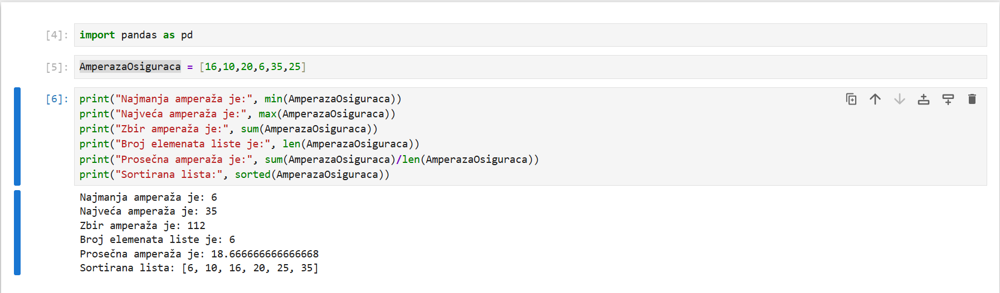 [4]: import pandas as pd
[5]: AmperazaOsiguraca = [16,10,20,6,35,25]
[6]: print("Najmanja amperaža je:", min(AmperazaOsiguraca))
print("Najveća amperaža je:", max(AmperazaOsiguraca))
print("Zbir amperaža je:", sum(AmperazaOsiguraca))
print("Broj elemenata liste je:", len(AmperazaOsiguraca))
print("Prosečna amperaža je:", sum(AmperazaOsiguraca)/len(AmperazaOsiguraca))
print("Sortirana lista:", sorted(AmperazaOsiguraca))
Najmanja amperaža je: 6
Najveća amperaža je: 35
Zbir amperaža je: 112
Broj elemenata liste je: 6
Prosečna amperaža je: 18.666666666666668
Sortirana lista: [6, 10, 16, 20, 25, 35]